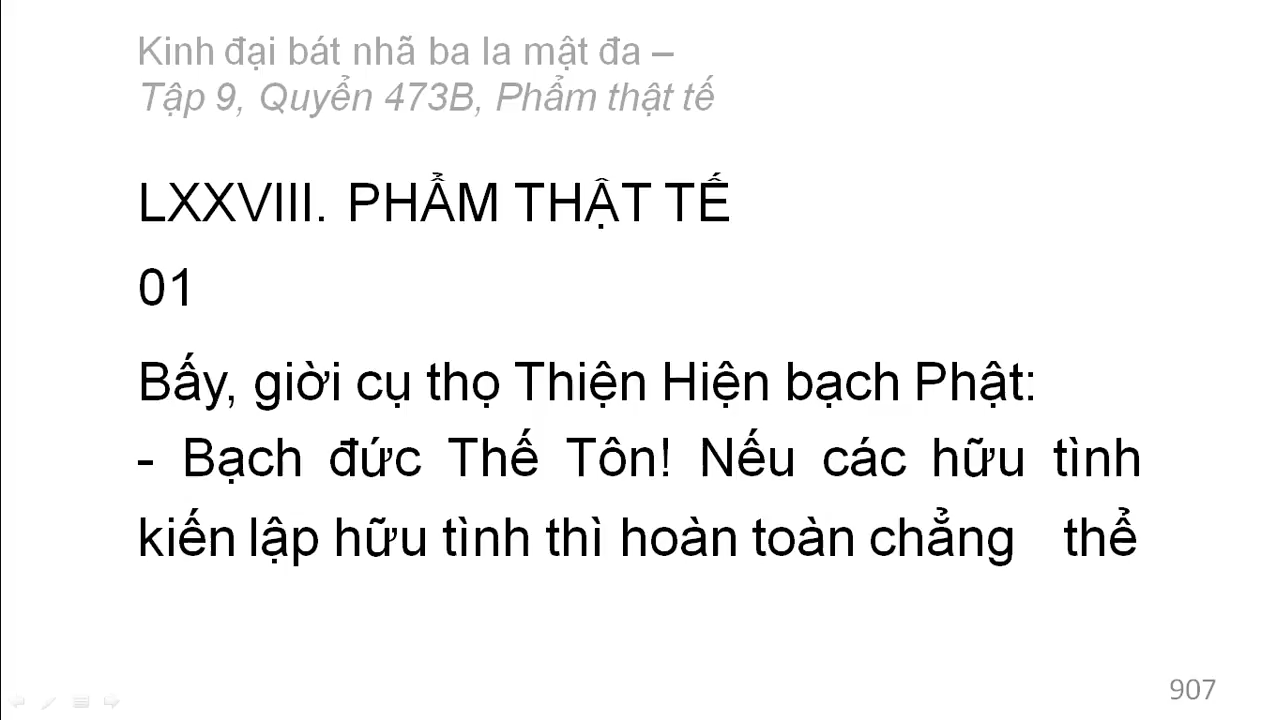 Kinh đại bát nhã ba la mật đa –
Tập 9, Quyển 473B, Phẩm thật tế
LXXVIII. PHẨM THẬT TẾ
01
Bấy, giời cụ thọ Thiện Hiện bạch Phật:
- Bạch đức Thế Tôn! Nếu các hữu tình
kiến lập hữu tình thì hoàn toàn chẳng thể
907